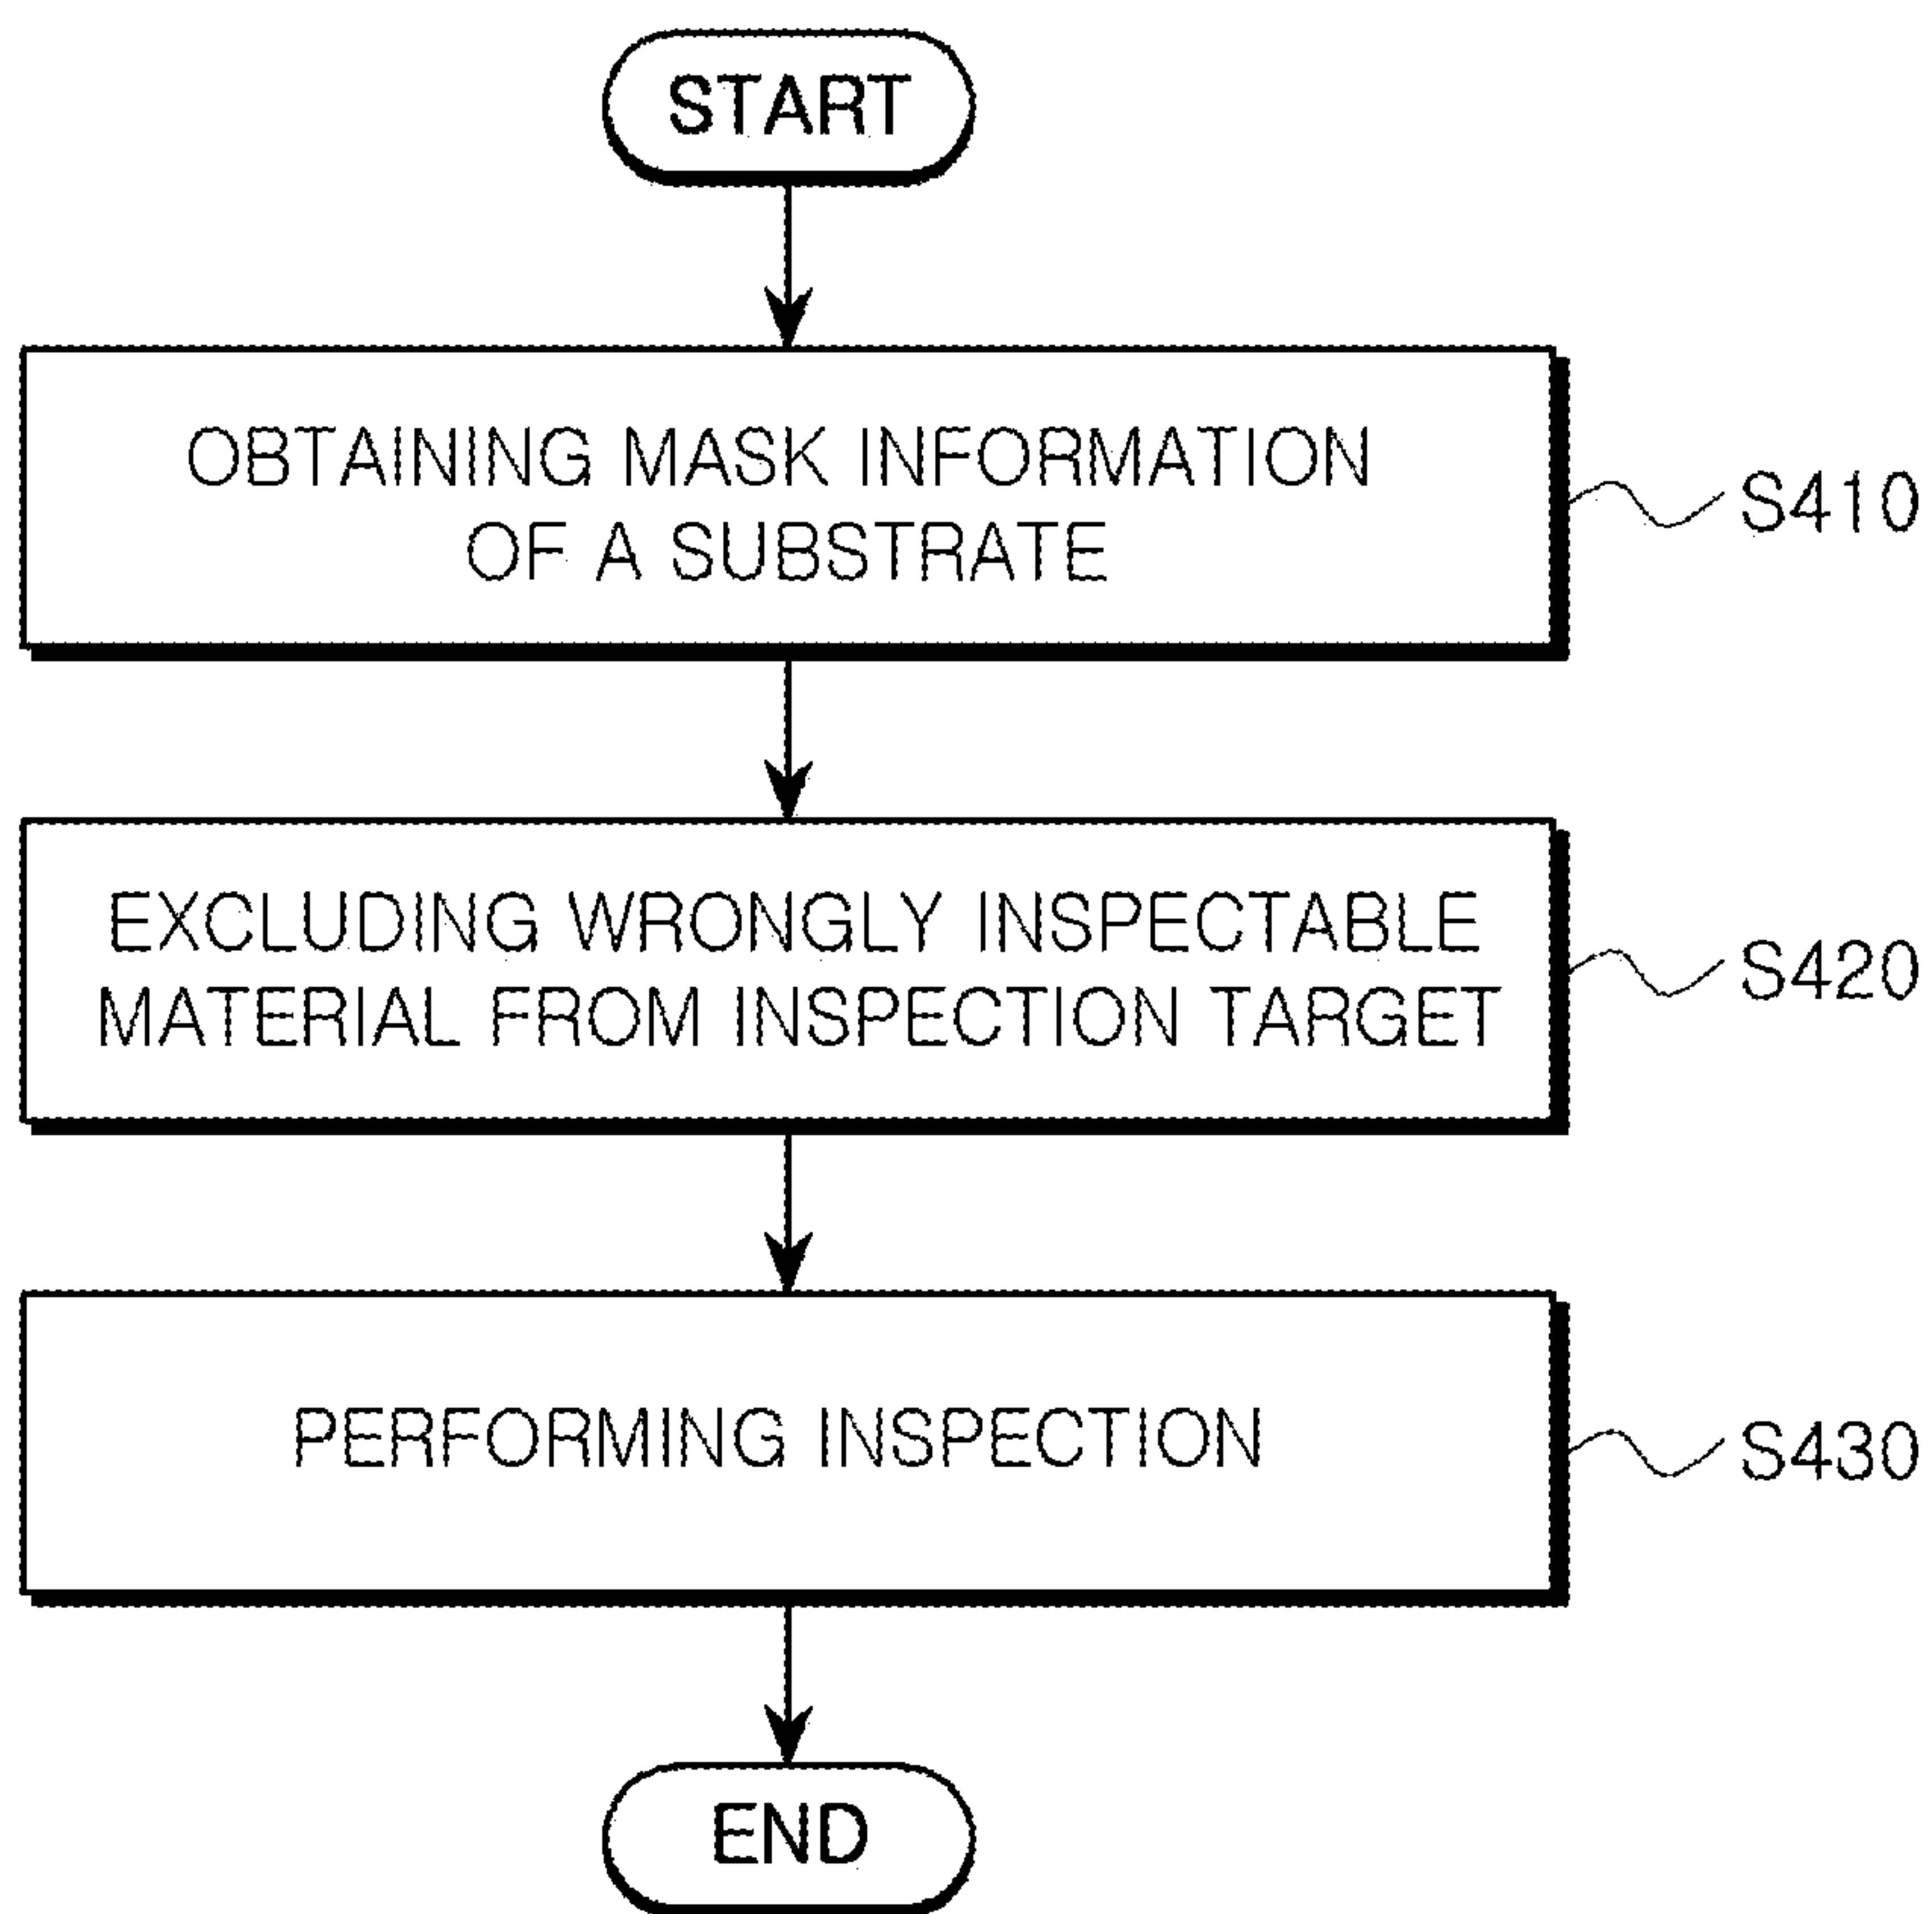 START
OBTAINING MASK INFORMATION
OF A SUBSTRATE
S410
EXCLUDING WRONGLY INSPECTABLE
MATERIAL FROM INSPECTION TARGET
S420
PERFORMING INSPECTION
S430
END